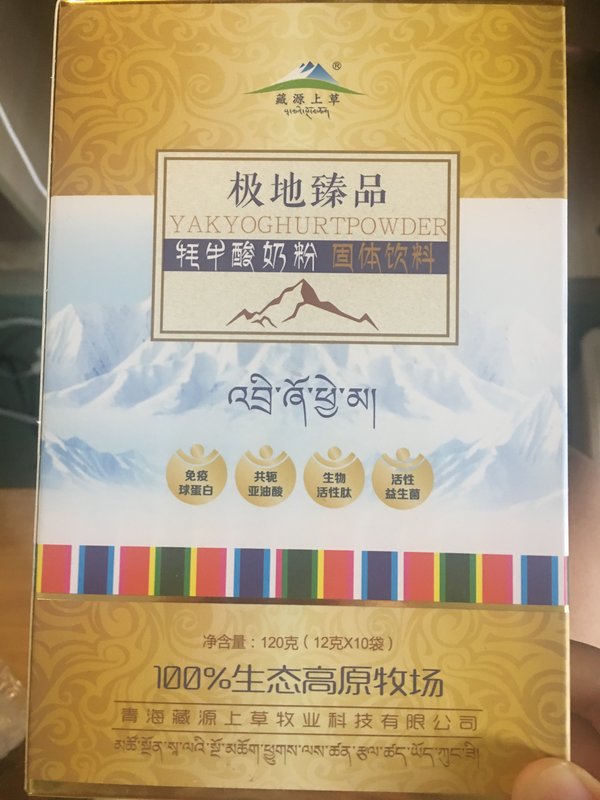 ®
藏源上草
极地臻品
YAKYOGHURTPOWDER
牦牛酸奶粉 固体饮料
འབྲི་ཞོ་ཕྱེ་མ།
免疫
球蛋白
共轭
亚油酸
生物
活性肽
活性
益生菌
净含量：120克（12克X10袋）
100%生态高原牧场
青海藏源上草牧业科技有限公司